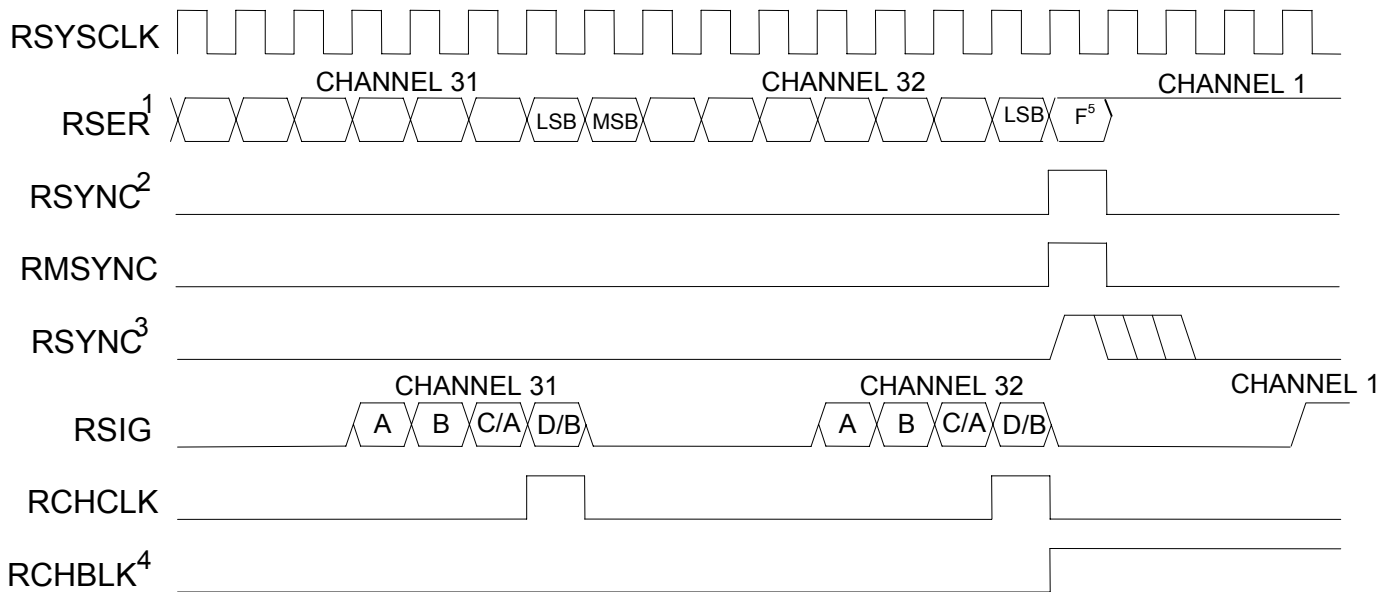 RSYSCLK
CHANNEL 31 CHANNEL 32 CHANNEL 1
RSER1 LSB MSB LSB F5
RSYNC2
RMSYNC
RSYNC3
CHANNEL 31 CHANNEL 32 CHANNEL 1
RSIG A B C/A D/B A B C/A D/B
RCHCLK
RCHBLK4